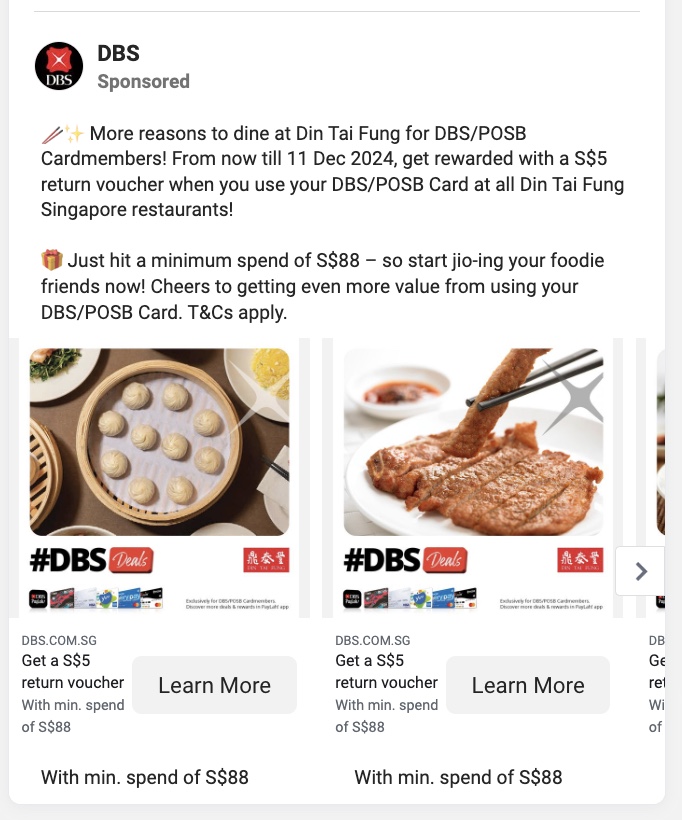 DBS
DBS
Sponsored
🥢✨ More reasons to dine at Din Tai Fung for DBS/POSB
Cardmembers! From now till 11 Dec 2024, get rewarded with a S$5
return voucher when you use your DBS/POSB Card at all Din Tai Fung
Singapore restaurants!
🎁 Just hit a minimum spend of S$88 – so start jio-ing your foodie
friends now! Cheers to getting even more value from using your
DBS/POSB Card. T&Cs apply.
#DBS Deals
鼎泰豐
DIN TAI FUNG
Exclusively for DBS/POSB Cardmembers.
Discover more deals & rewards in PayLah! app
DBS.COM.SG
Get a S$5
return voucher
With min. spend
of S$88
Learn More
With min. spend of S$88
#DBS Deals
鼎泰豐
DIN TAI FUNG
Exclusively for DBS/POSB Cardmembers.
Discover more deals & rewards in PayLah! app
DBS.COM.SG
Get a S$5
return voucher
With min. spend
of S$88
Learn More
With min. spend of S$88
DB
Ge
ret
Wi
of